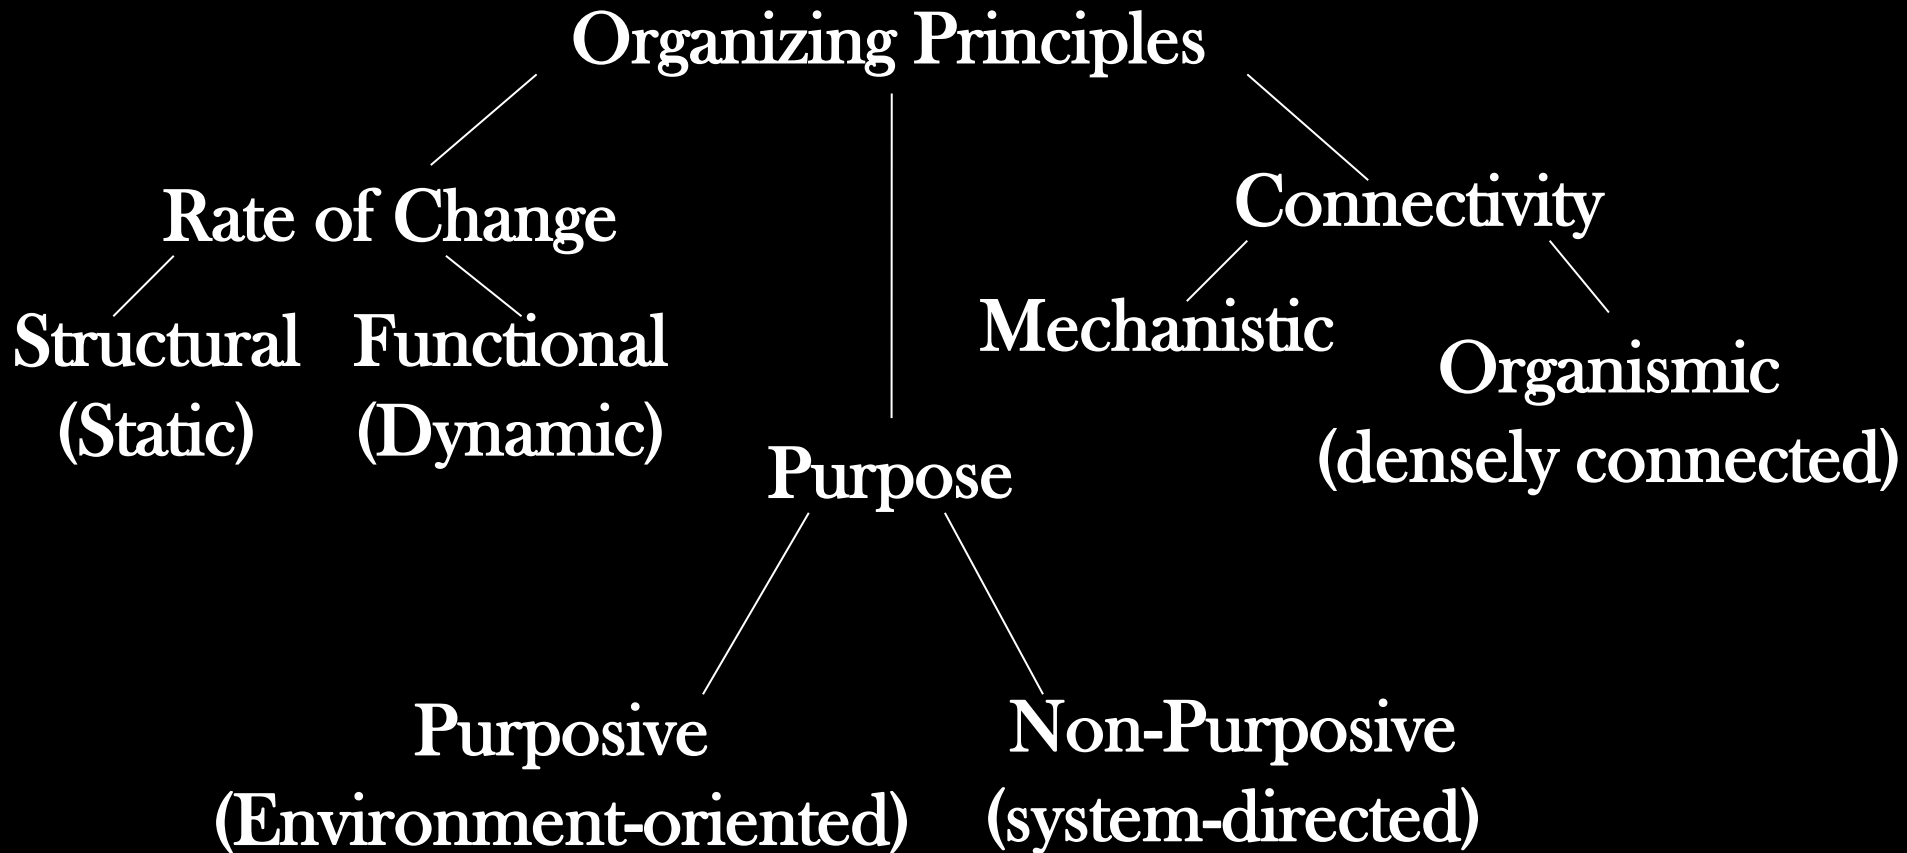 Organizing Principles
Rate of Change
Connectivity
Structural
(Static)
Functional
(Dynamic)
Mechanistic
Organismic
(densely connected)
Purpose
Purposive
(Environment-oriented)
Non-Purposive
(system-directed)